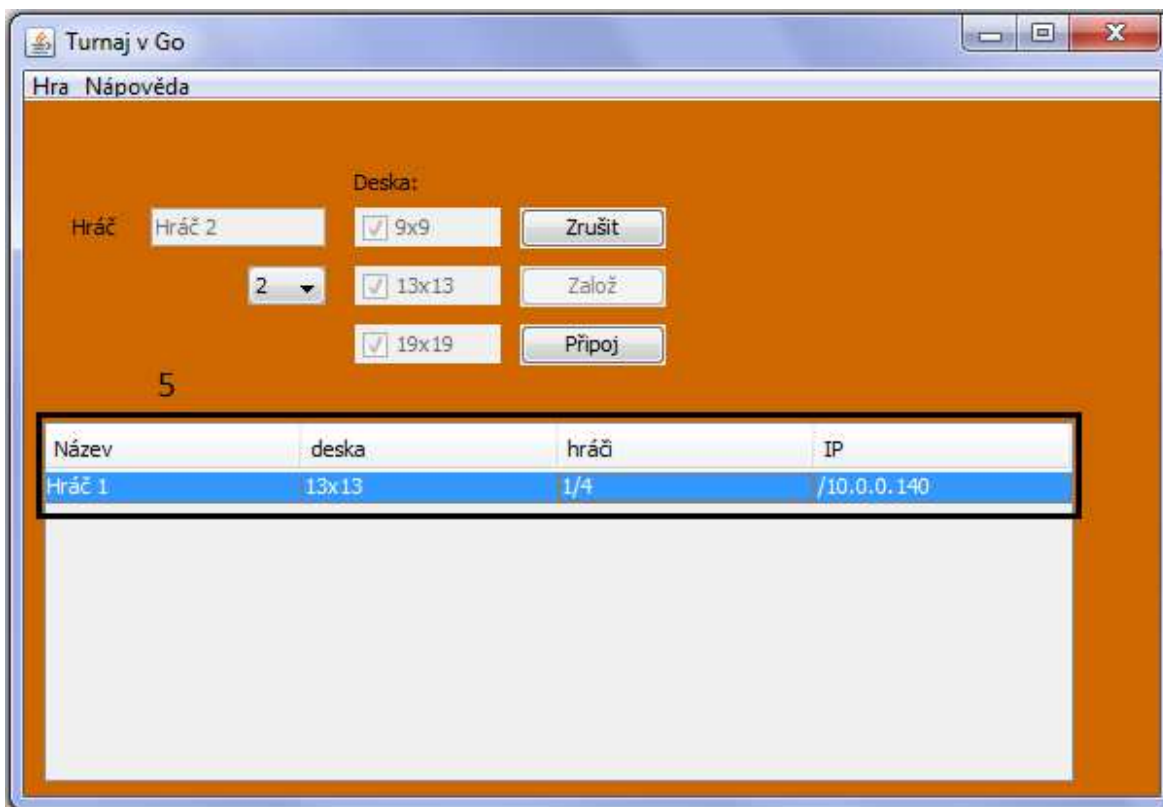 Turnaj v Go
Hra Nápověda
Deska:
Hráč Hráč 2 9x9 Zrušit
2 13x13 Založ
19x19 Připoj
5
Název deska hráči IP
Hráč 1 13x13 1/4 /10.0.0.140